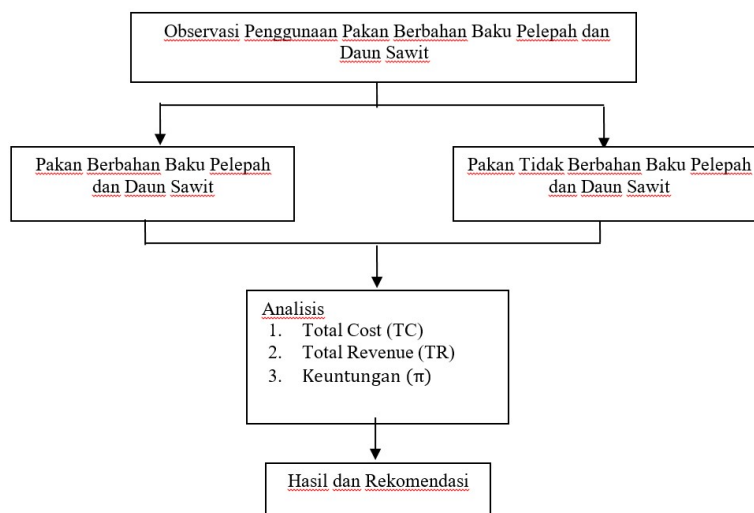 Observasi Penggunaan Pakan Berbahan Baku Pelepah dan
Daun Sawit
Pakan Berbahan Baku Pelepah
dan Daun Sawit
Pakan Tidak Berbahan Baku Pelepah
dan Daun Sawit
Analisis
1. Total Cost (TC)
2. Total Revenue (TR)
3. Keuntungan (π)
Hasil dan Rekomendasi